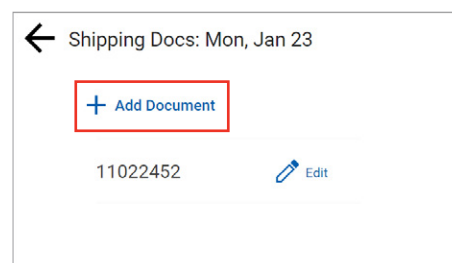 Shipping Docs: Mon, Jan 23
+ Add Document
11022452 Edit